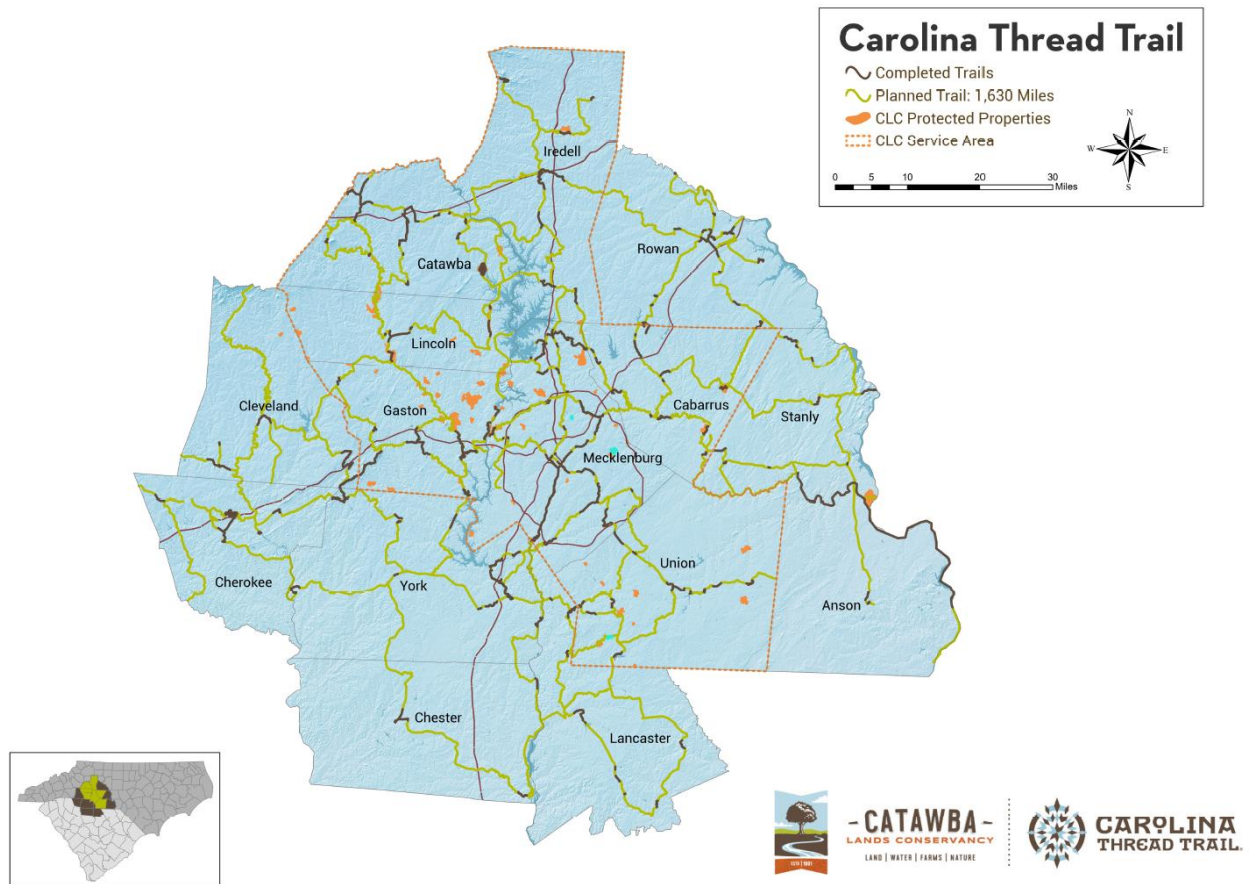 Carolina Thread Trail
Completed Trails
Planned Trail: 1,630 Miles
CLC Protected Properties
CLC Service Area
N
W
E
S
0 5 10 20 30
Miles
Iredell
Rowan
Catawba
Lincoln
Cleveland
Gaston
Cabarrus
Stanly
Mecklenburg
Union
Cherokee
York
Anson
Chester
Lancaster
- CATAWBA -
LANDS CONSERVANCY
LAND | WATER | FARMS | NATURE
ESTD | 1991
CAROLINA
THREAD TRAIL